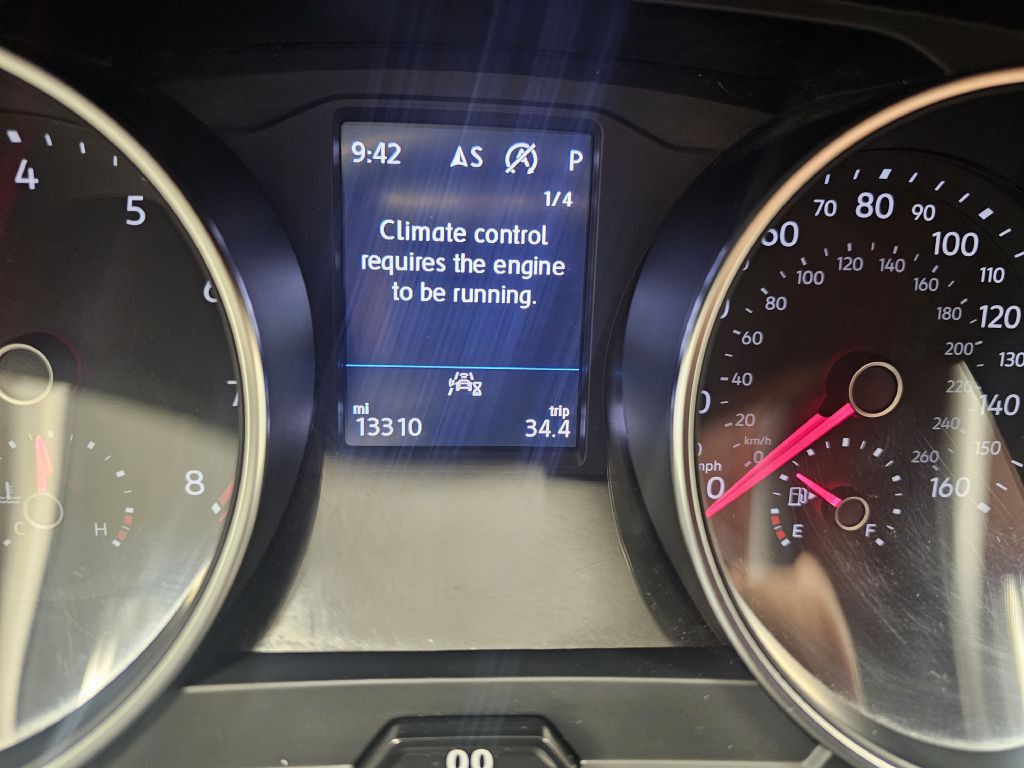 9:42 AS P
1/4
Climate control
requires the engine
to be running.
mi trip
13310 34.4
4
5
7
8
C H
60 70 80 90 100 110 120 130 140 150 160
0 20 40 60 80 100 120 140 160 180 200 220 240 260
km/h
mph
0
E F